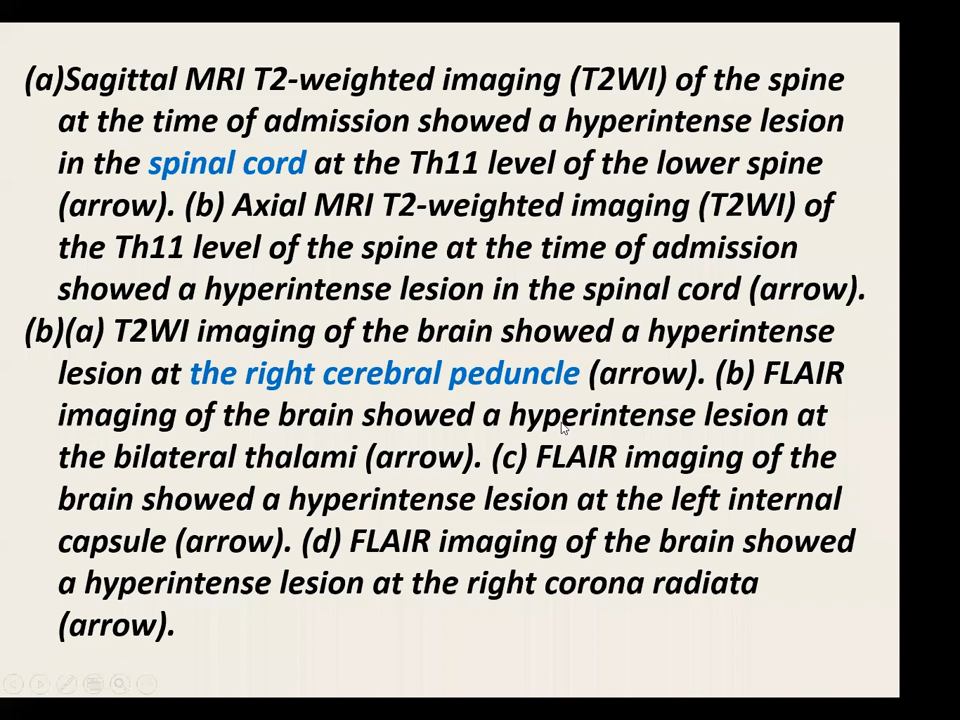 (a)Sagittal MRI T2-weighted imaging (T2WI) of the spine
at the time of admission showed a hyperintense lesion
in the spinal cord at the Th11 level of the lower spine
(arrow). (b) Axial MRI T2-weighted imaging (T2WI) of
the Th11 level of the spine at the time of admission
showed a hyperintense lesion in the spinal cord (arrow).
(b)(a) T2WI imaging of the brain showed a hyperintense
lesion at the right cerebral peduncle (arrow). (b) FLAIR
imaging of the brain showed a hyperintense lesion at
the bilateral thalami (arrow). (c) FLAIR imaging of the
brain showed a hyperintense lesion at the left internal
capsule (arrow). (d) FLAIR imaging of the brain showed
a hyperintense lesion at the right corona radiata
(arrow).